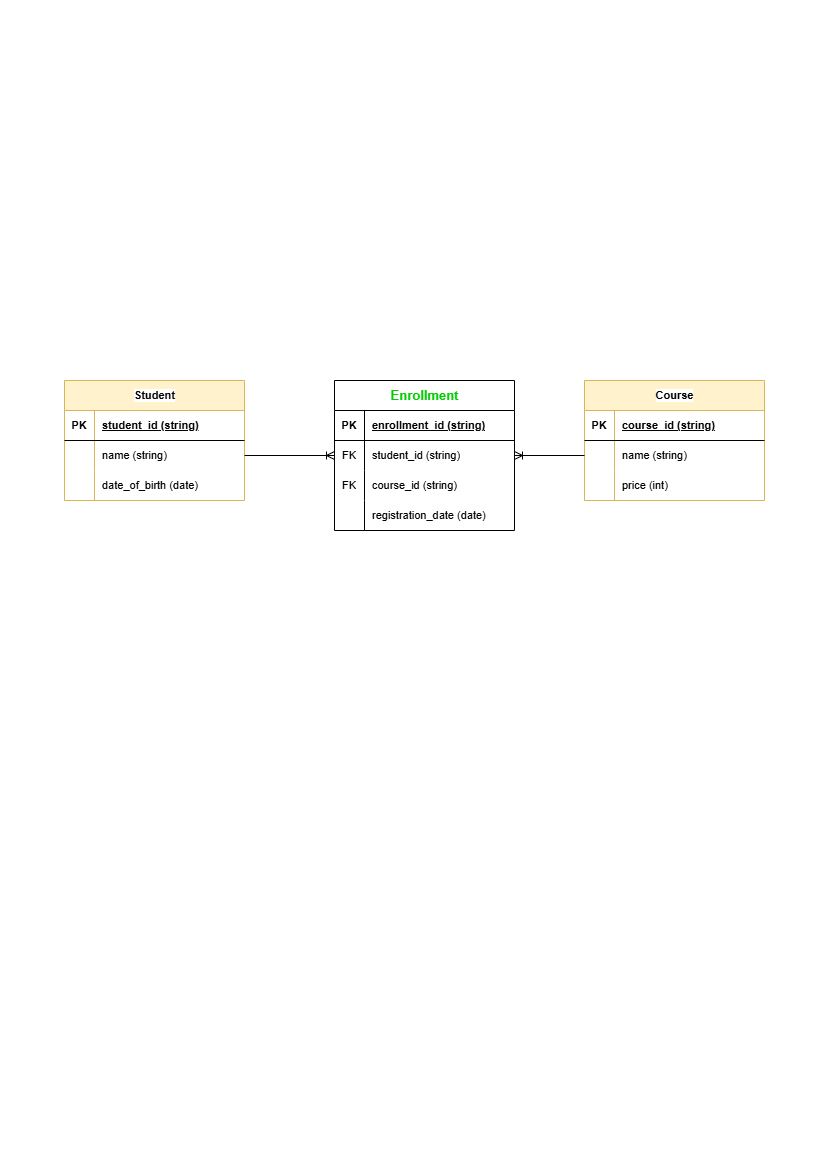 Student
PK student_id (string)
name (string)
date_of_birth (date)
Enrollment
PK enrollment_id (string)
FK student_id (string)
FK course_id (string)
registration_date (date)
Course
PK course_id (string)
name (string)
price (int)